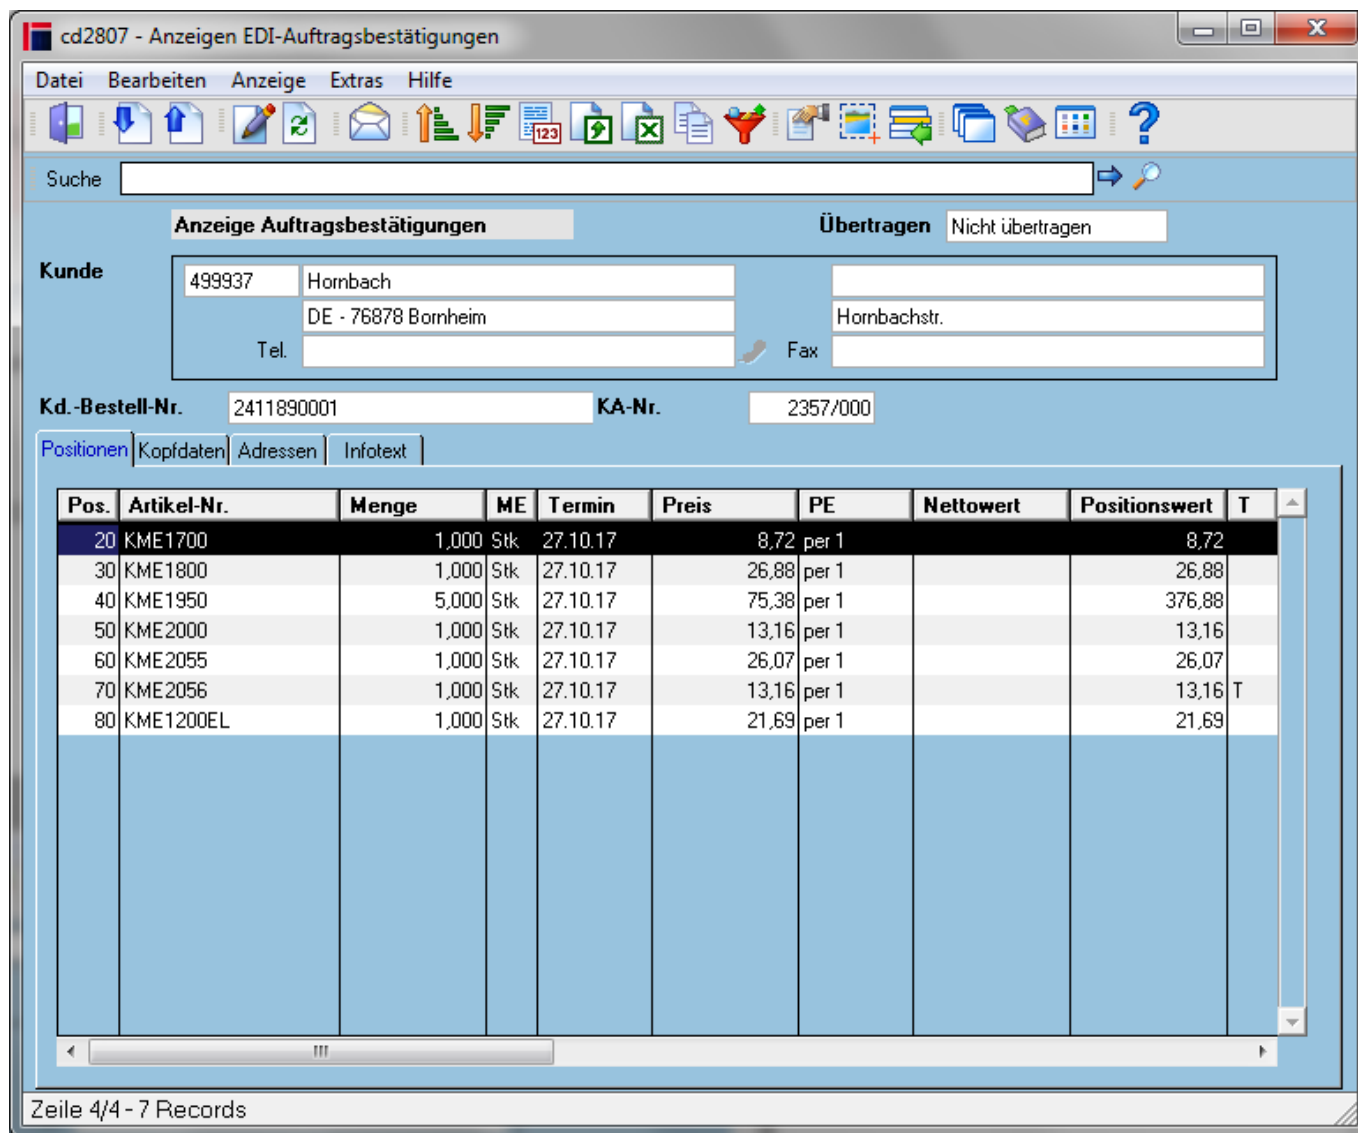 cd2807 - Anzeigen EDI-Auftragsbestätigungen
Datei Bearbeiten Anzeige Extras Hilfe
123
Suche
Anzeige Auftragsbestätigungen Übertragen Nicht übertragen
Kunde 499937 Hornbach
DE - 76878 Bornheim Hornbachstr.
Tel. Fax
Kd.-Bestell-Nr. 2411890001 KA-Nr. 2357/000
Positionen Kopfdaten Adressen Infotext
Pos. Artikel-Nr. Menge ME Termin Preis PE Nettowert Positionswert T
20 KME1700 1,000 Stk 27.10.17 8,72 per 1 8,72
30 KME1800 1,000 Stk 27.10.17 26,88 per 1 26,88
40 KME1950 5,000 Stk 27.10.17 75,38 per 1 376,88
50 KME2000 1,000 Stk 27.10.17 13,16 per 1 13,16
60 KME2055 1,000 Stk 27.10.17 26,07 per 1 26,07
70 KME2056 1,000 Stk 27.10.17 13,16 per 1 13,16 T
80 KME1200EL 1,000 Stk 27.10.17 21,69 per 1 21,69
Zeile 4/4 - 7 Records